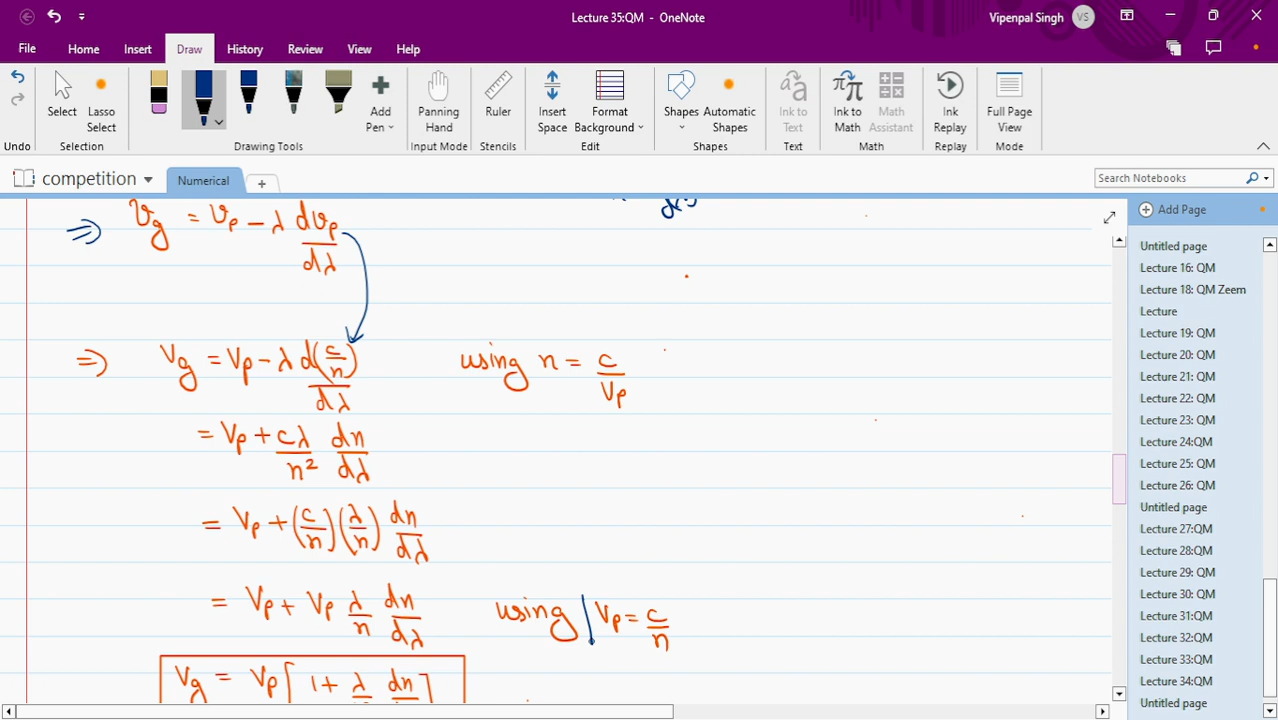 Lecture 35:QM - OneNote
Vipenpal Singh VS
File Home Insert Draw History Review View Help
Undo
Select
Lasso Select
Add Pen
Panning Hand
Ruler
Insert Space
Format Background
Shapes
Automatic Shapes
Ink to Text
Ink to Math
Math Assistant
Ink Replay
Full Page View
Undo Selection Drawing Tools Input Mode Stencils Edit Shapes Text Math Replay Mode
competition Numerical Search Notebooks
⇒ Vg = Vp - λ dVp/dλ
⇒ Vg = Vp - λ d(c/n)/dλ using n = c/Vp
= Vp + cλ/n² dn/dλ
= Vp + (c/n)(λ/n) dn/dλ
= Vp + Vp λ/n dn/dλ using Vp = c/n
Vg = Vp [1 + λ/ dn/
Add Page
Untitled page
Lecture 16: QM
Lecture 18: QM Zeem
Lecture
Lecture 19: QM
Lecture 20: QM
Lecture 21: QM
Lecture 22: QM
Lecture 23: QM
Lecture 24:QM
Lecture 25: QM
Lecture 26: QM
Untitled page
Lecture 27:QM
Lecture 28:QM
Lecture 29: QM
Lecture 30: QM
Lecture 31:QM
Lecture 32:QM
Lecture 33:QM
Lecture 34:QM
Untitled page